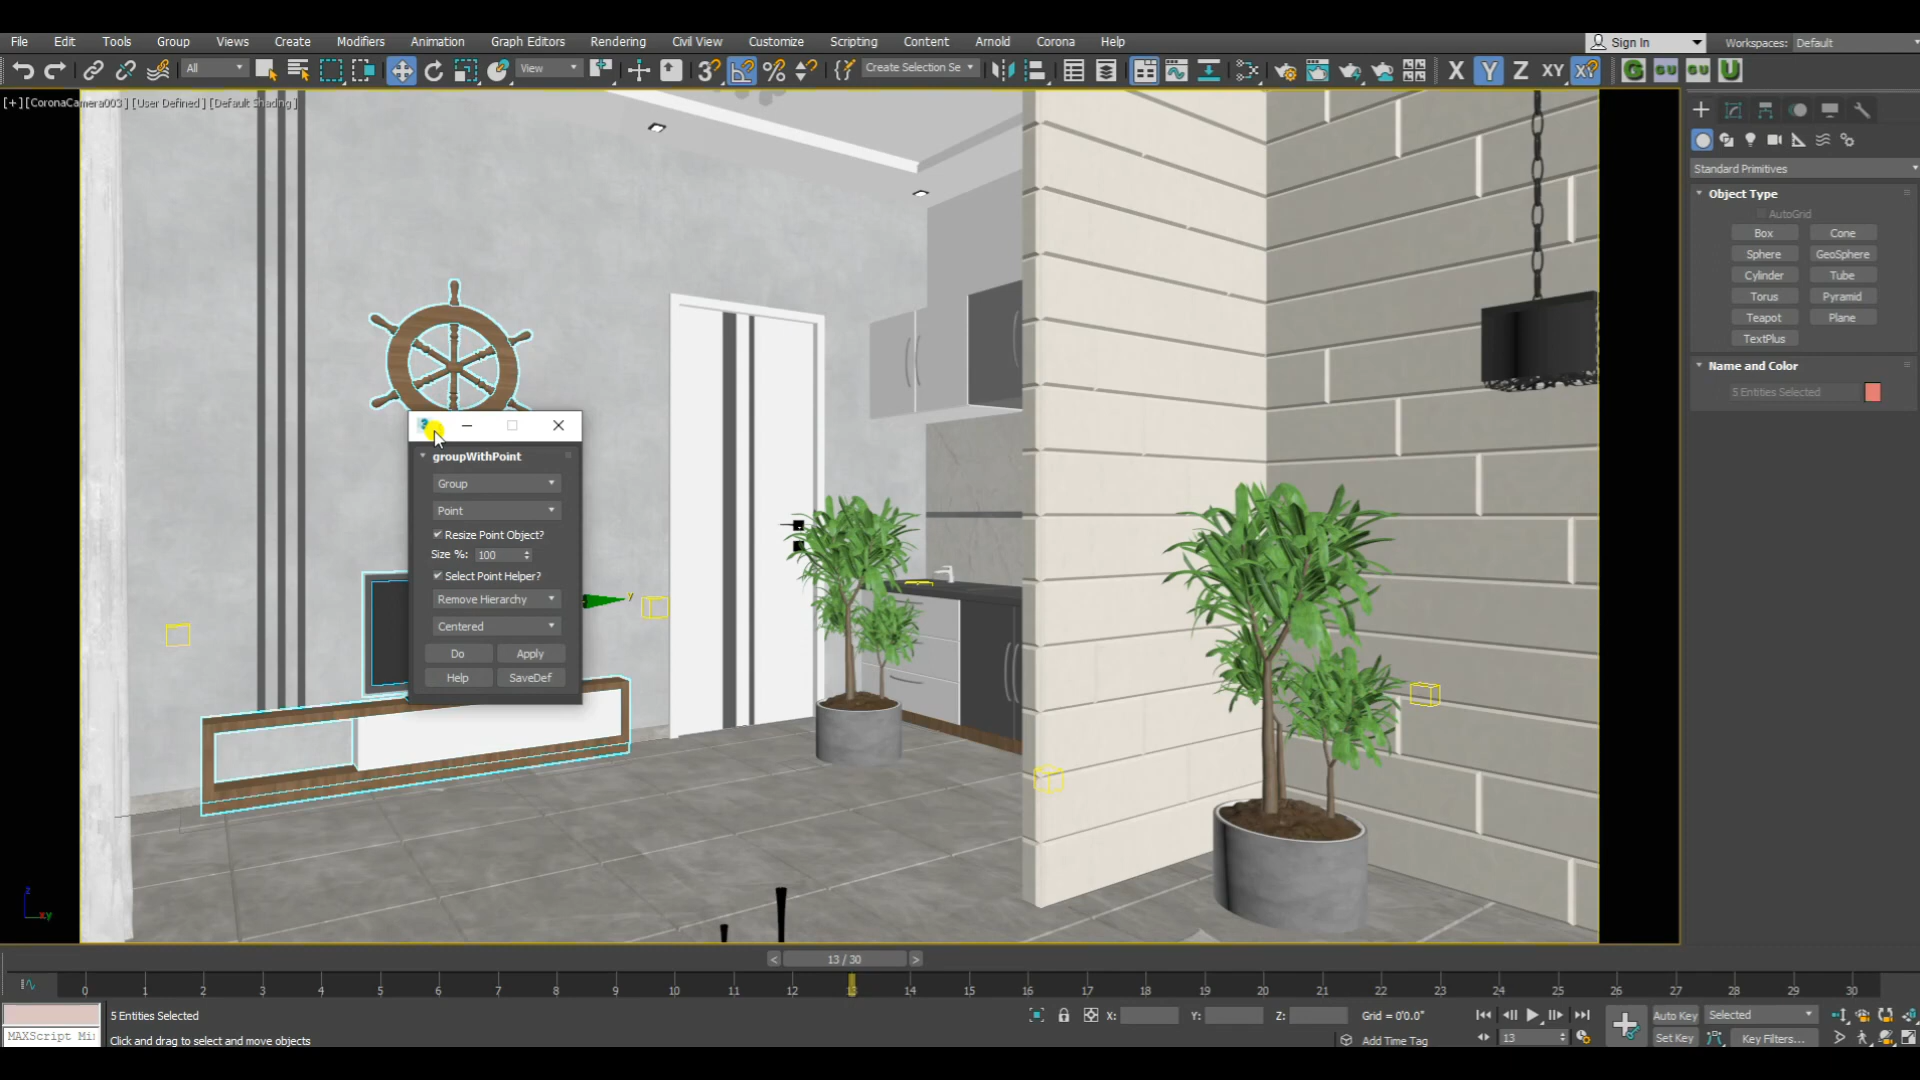 File Edit Tools Group Views Create Modifiers Animation Graph Editors Rendering Civil View Customize Scripting Content Arnold Corona Help Sign In Workspaces: Default
All View 3 % Create Selection Se X Y Z XY XY
[+] [CoronaCamera003 ] [User Defined ] [Default Shading ]
Standard Primitives
Object Type
AutoGrid
Box Cone
Sphere GeoSphere
Cylinder Tube
Torus Pyramid
Teapot Plane
TextPlus
Name and Color
5 Entities Selected
groupWithPoint
Group
Point
Resize Point Object?
Size %: 100
Select Point Helper?
Remove Hierarchy
Centered
Do Apply
Help SaveDef
y
z
xy
< 13 / 30 >
0 1 2 3 4 5 6 7 8 9 10 11 12 13 14 15 16 17 18 19 20 21 22 23 24 25 26 27 28 29 30
5 Entities Selected X: Y: Z: Grid = 0'0.0" Auto Key Selected
MAXScript Mi Click and drag to select and move objects Add Time Tag 13 Set Key Key Filters...